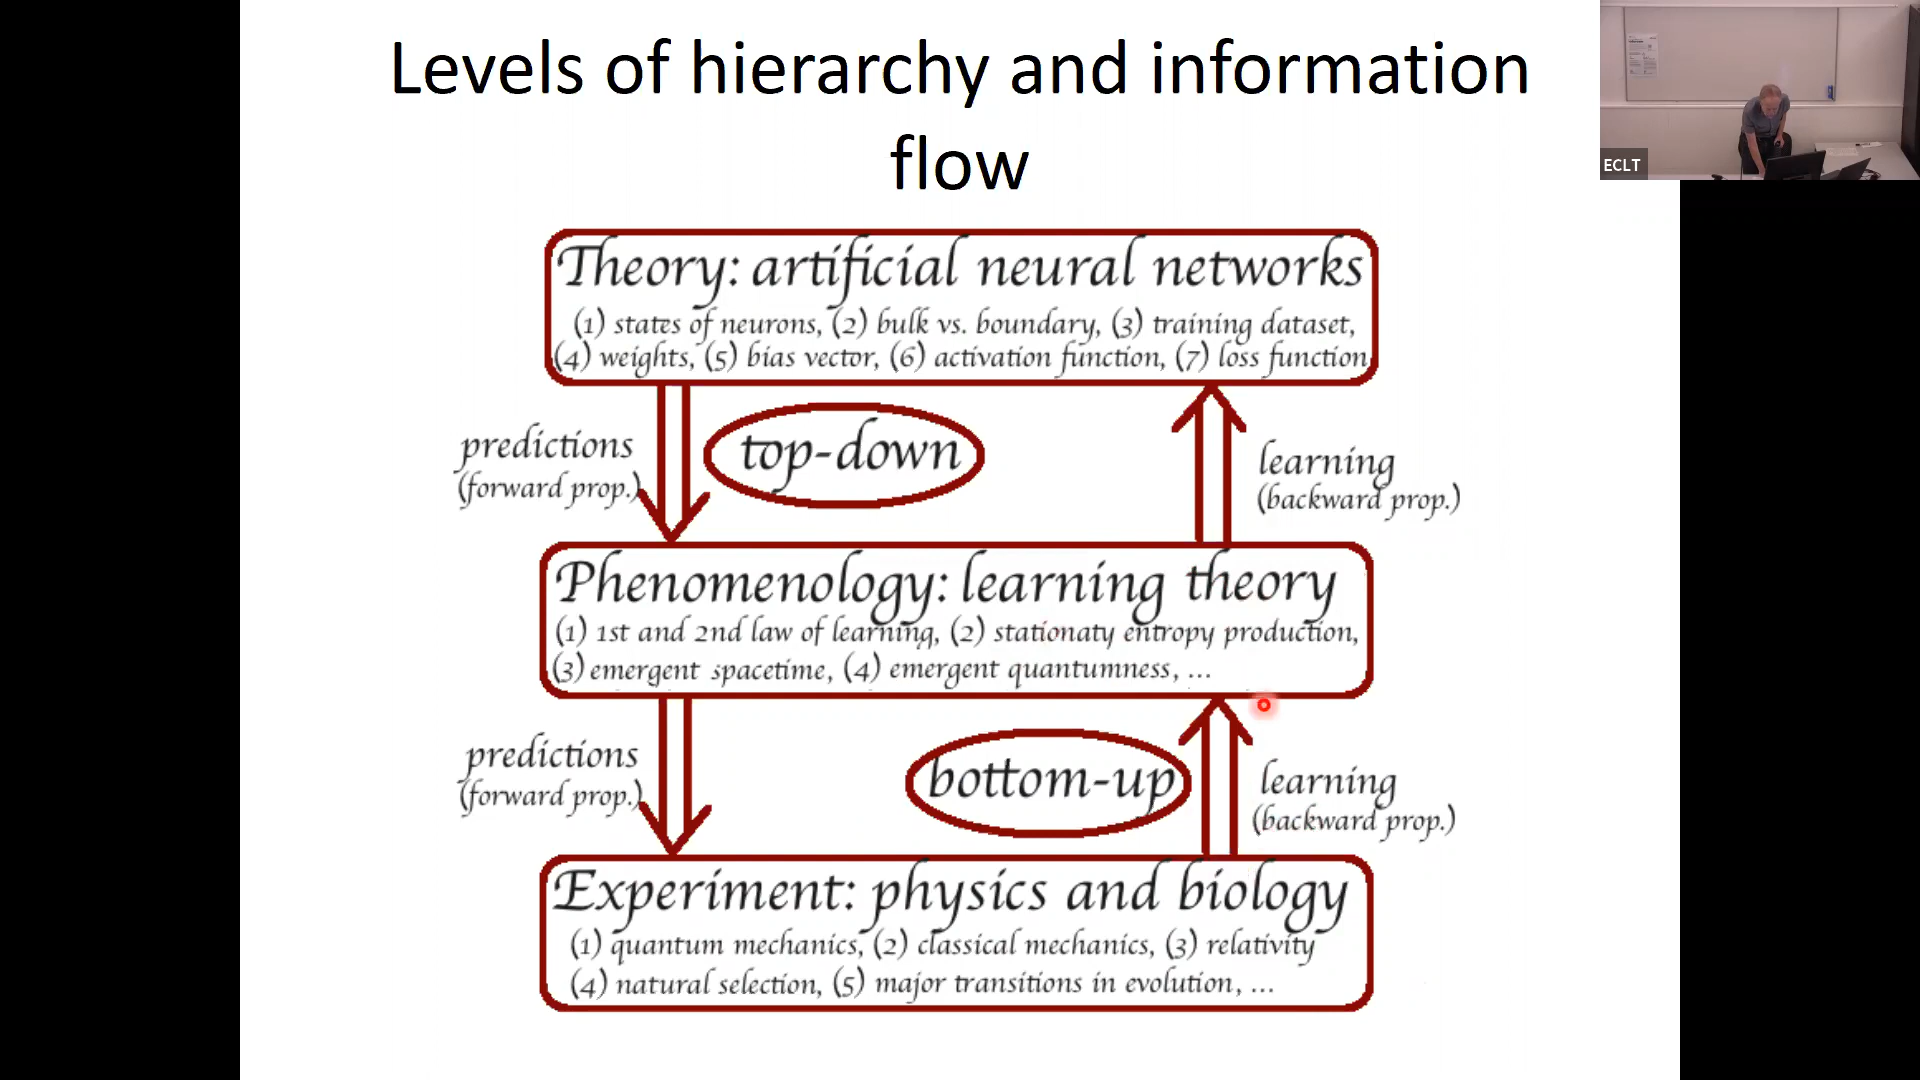 Levels of hierarchy and information
flow
ECLT
Theory: artificial neural networks
(1) states of neurons, (2) bulk vs. boundary, (3) training dataset,
(4) weights, (5) bias vector, (6) activation function, (7) loss function
predictions
(forward prop.)
top-down
learning
(backward prop.)
Phenomenology: learning theory
(1) 1st and 2nd law of learning, (2) stationaty entropy production,
(3) emergent spacetime, (4) emergent quantumness, ...
predictions
(forward prop.)
bottom-up
learning
(backward prop.)
Experiment: physics and biology
(1) quantum mechanics, (2) classical mechanics, (3) relativity
(4) natural selection, (5) major transitions in evolution, ...